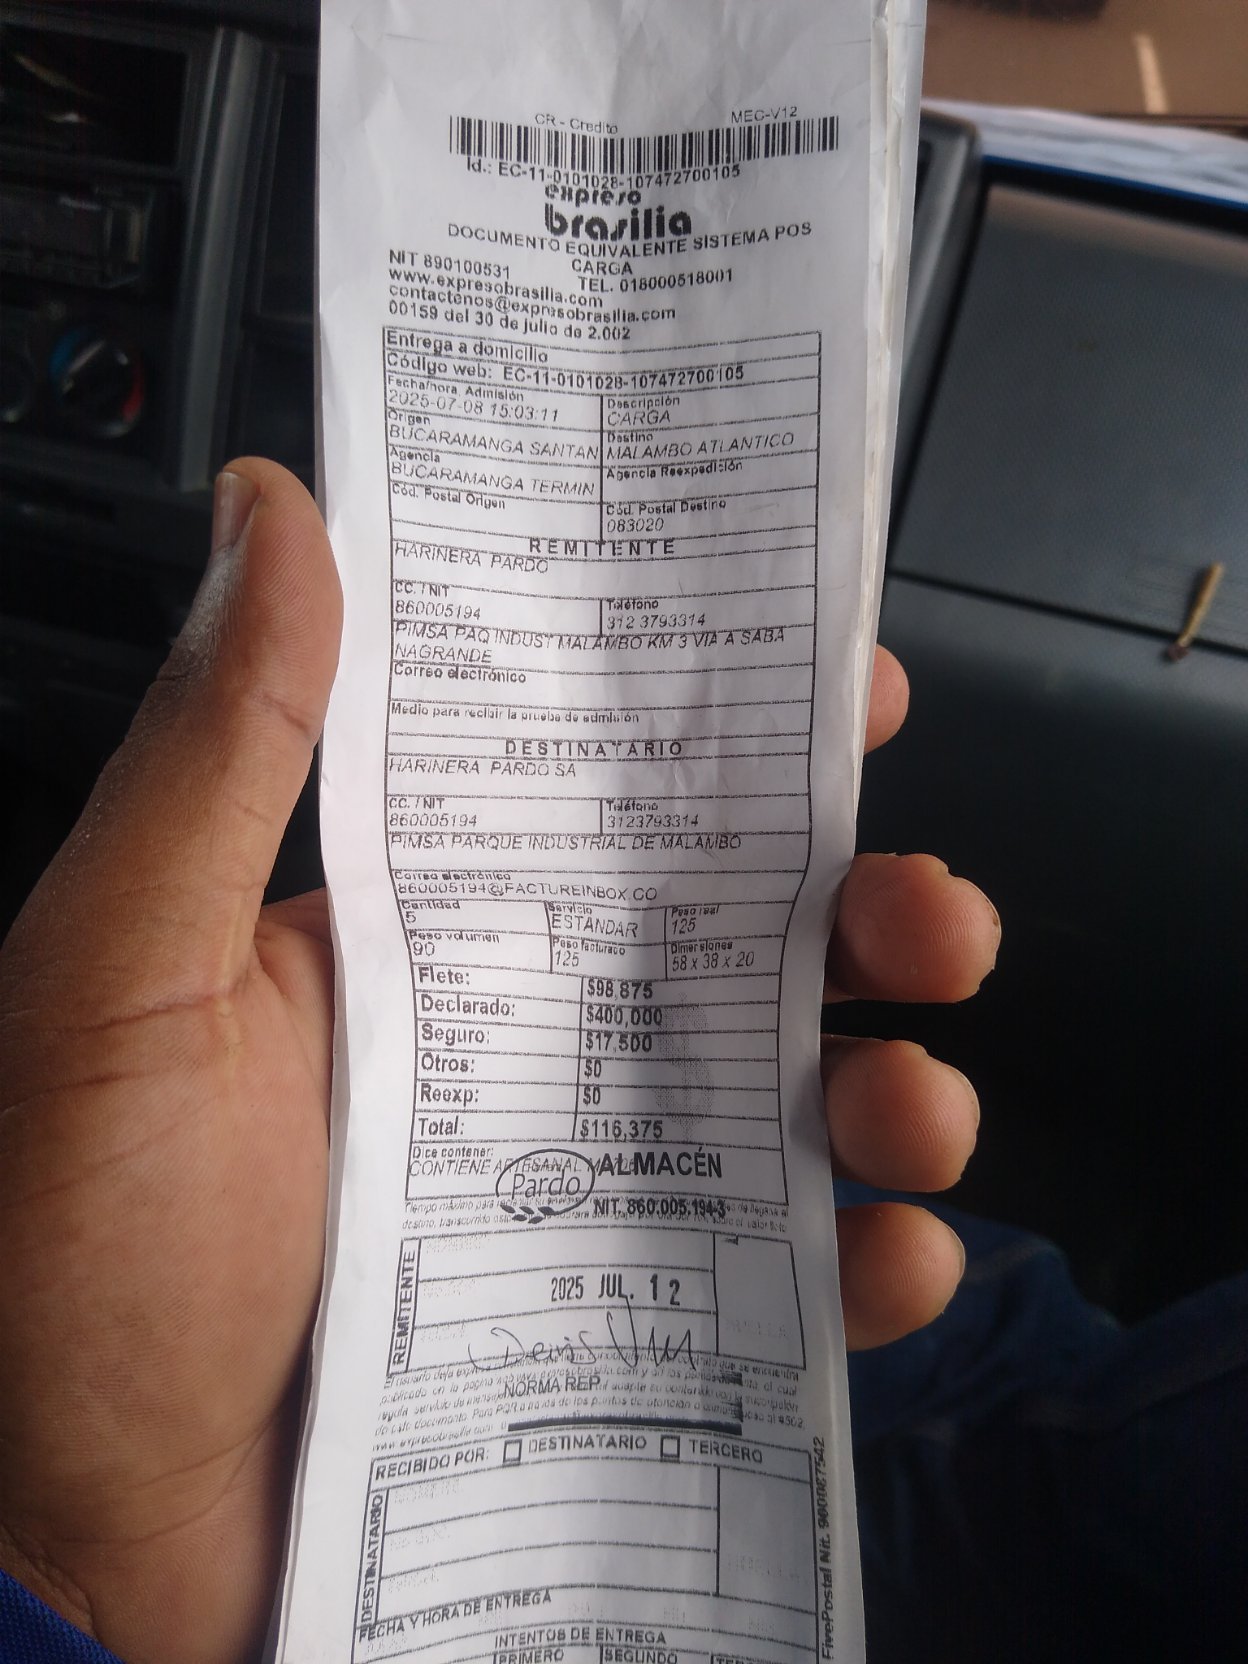 CR - Credito MEC-V12
Id.: EC-11-0101028-107472700105
expreso
brasilia
DOCUMENTO EQUIVALENTE SISTEMA POS
CARGA
NIT 890100531 TEL. 018000518001
www.expresobrasilia.com
contactenos@expresobrasilia.com
00159 del 30 de julio de 2.002
Entrega a domicilio
Código web: EC-11-0101028-107472700105
Fecha/hora Admisión Descripción
2025-07-08 15:03:11 CARGA
Origen Destino
BUCARAMANGA SANTAN MALAMBO ATLANTICO
Agencia Agencia Reexpedición
BUCARAMANGA TERMIN
Cód. Postal Origen Cód. Postal Destino
083020
REMITENTE
HARINERA PARDO
CC. / NIT Teléfono
860005194 312 3793314
PIMSA PAQ INDUST MALAMBO KM 3 VIA A SABA
NAGRANDE
Correo electrónico
Medio para recibir la prueba de admisión
DESTINATARIO
HARINERA PARDO SA
CC. / NIT Teléfono
860005194 3123793314
PIMSA PARQUE INDUSTRIAL DE MALAMBO
Correo electrónico
860005194@FACTUREINBOX.CO
Cantidad Servicio Peso real
5 ESTANDAR 125
Peso volumen Peso facturado Dimensiones
90 125 58 x 38 x 20
Flete: $98,875
Declarado: $400,000
Seguro: $17,500
Otros: $0
Reexp: $0
Total: $116,375
Dice contener:
CONTIENE ARTESANAL
Pardo ALMACÉN
NIT. 860.005.194-3
REMITENTE
2025 JUL. 12
NORMA REP
RECIBIDO POR: DESTINATARIO TERCERO
DESTINATARIO
FECHA Y HORA DE ENTREGA
INTENTOS DE ENTREGA
PRIMERO SEGUNDO
FivePostal Nit. 900087542